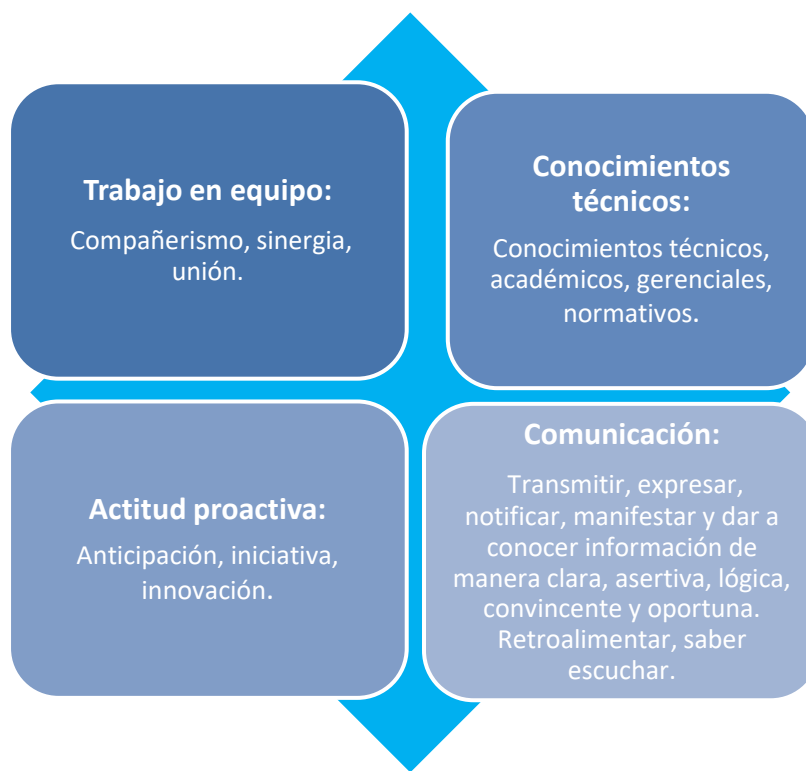 Trabajo en equipo:
Compañerismo, sinergia,
unión.
Conocimientos
técnicos:
Conocimientos técnicos,
académicos, gerenciales,
normativos.
Actitud proactiva:
Anticipación, iniciativa,
innovación.
Comunicación:
Transmitir, expresar,
notificar, manifestar y dar a
conocer información de
manera clara, asertiva, lógica,
convincente y oportuna.
Retroalimentar, saber
escuchar.